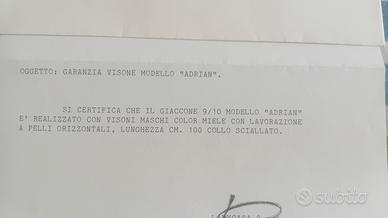 OGGETTO: GARANZIA VISONE MODELLO "ADRIAN".
SI CERTIFICA CHE IL GIACCONE 9/10 MODELLO "ADRIAN"
E' REALIZZATO CON VISONI MASCHI COLOR MIELE CON LAVORAZIONE
A PELLI ORIZZONTALI, LUNGHEZZA CM. 100 COLLO SCIALLATO.
subito